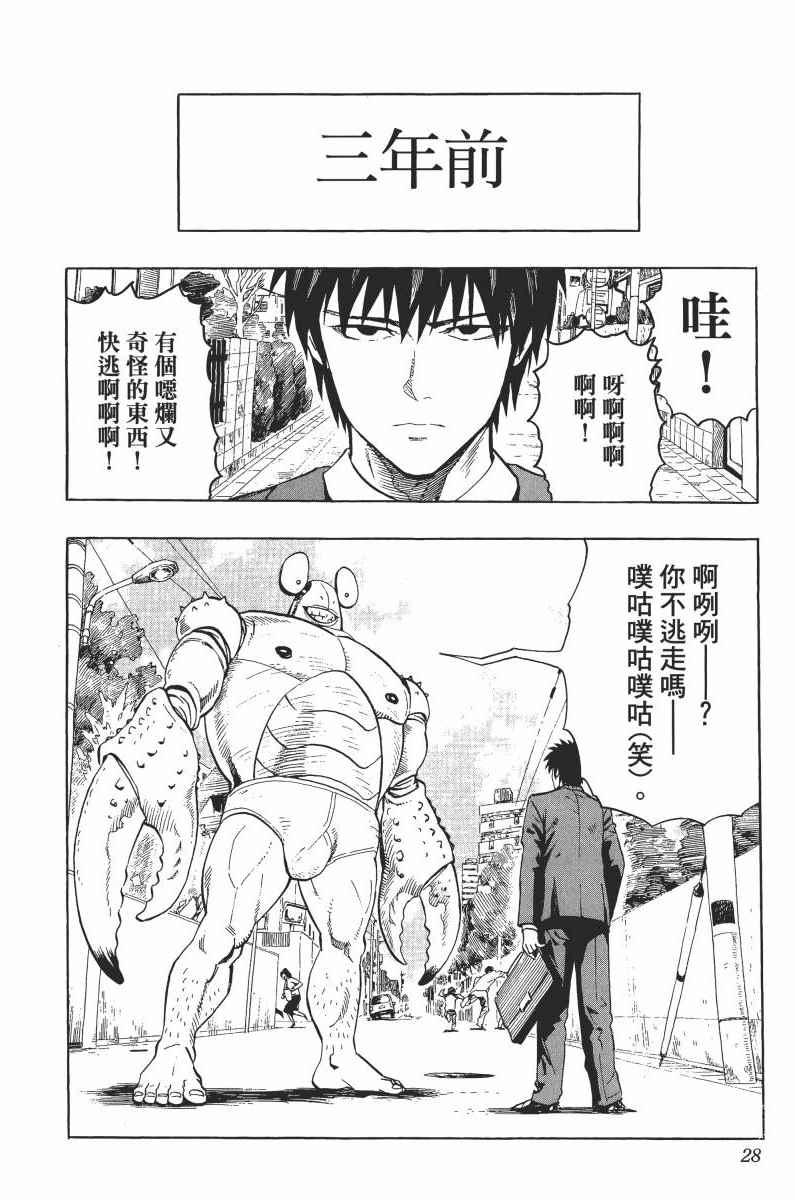 三年前
哇！
呀啊啊啊
啊啊！
有個噁爛又
奇怪的東西！
快逃啊啊啊！
啊咧咧——？
你不逃走嗎——
噗咕噗咕噗咕（笑）。
28